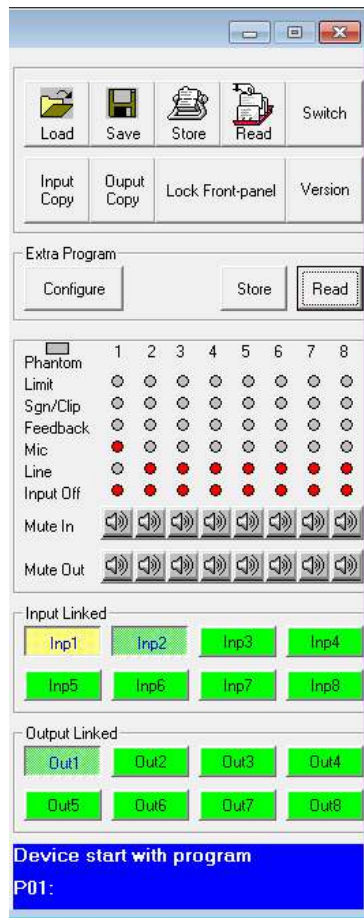 Load Save Store Read Switch
Input Copy Ouput Copy Lock Front-panel Version
Extra Program
Configure Store Read
Phantom 1 2 3 4 5 6 7 8
Limit
Sgn/Clip
Feedback
Mic
Line
Input Off
Mute In
Mute Out
Input Linked
Inp1 Inp2 Inp3 Inp4
Inp5 Inp6 Inp7 Inp8
Output Linked
Out1 Out2 Out3 Out4
Out5 Out6 Out7 Out8
Device start with program
P01: